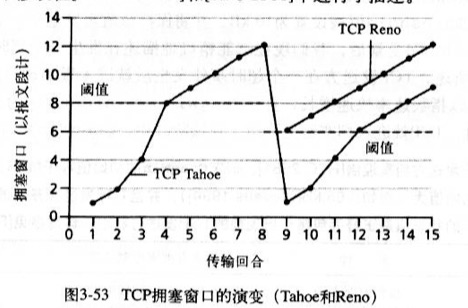 14
12
10
8
6
4
2
0
拥塞窗口（以报文段计）
TCP Reno
阈值
TCP Tahoe
阈值
0 1 2 3 4 5 6 7 8 9 10 11 12 13 14 15
传输回合
图3-53 TCP拥塞窗口的演变（Tahoe和Reno）